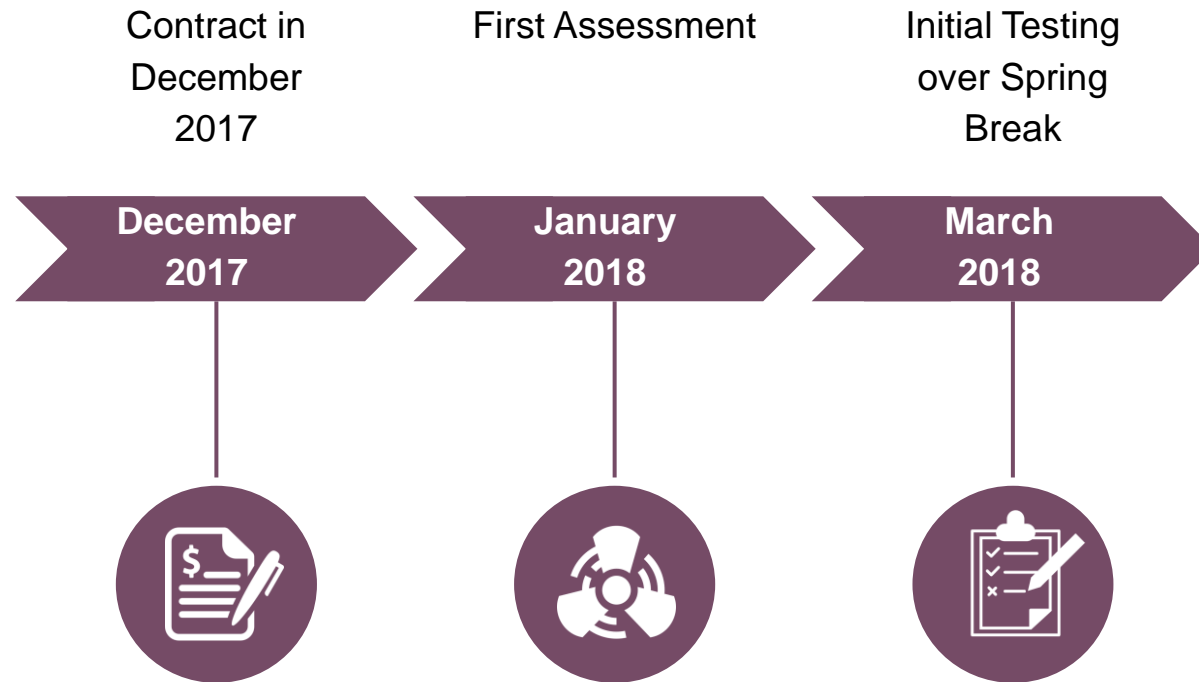 Contract in
December
2017
First Assessment
Initial Testing
over Spring
Break
December
2017
January
2018
March
2018
$